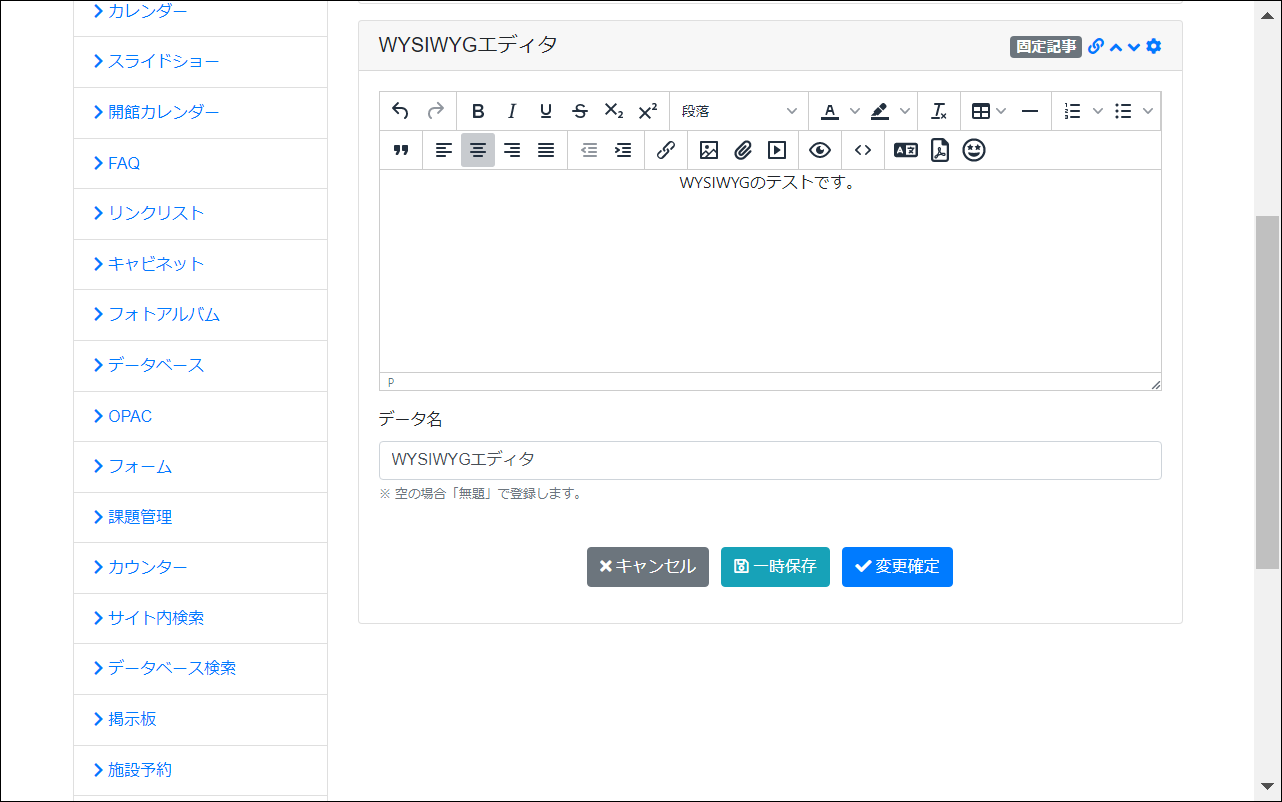 カレンダー
スライドショー
開館カレンダー
FAQ
リンクリスト
キャビネット
フォトアルバム
データベース
OPAC
フォーム
課題管理
カウンター
サイト内検索
データベース検索
掲示板
施設予約
WYSIWYGエディタ
固定記事
段落
WYSIWYGのテストです。
P
データ名
WYSIWYGエディタ
※ 空の場合「無題」で登録します。
キャンセル
一時保存
変更確定